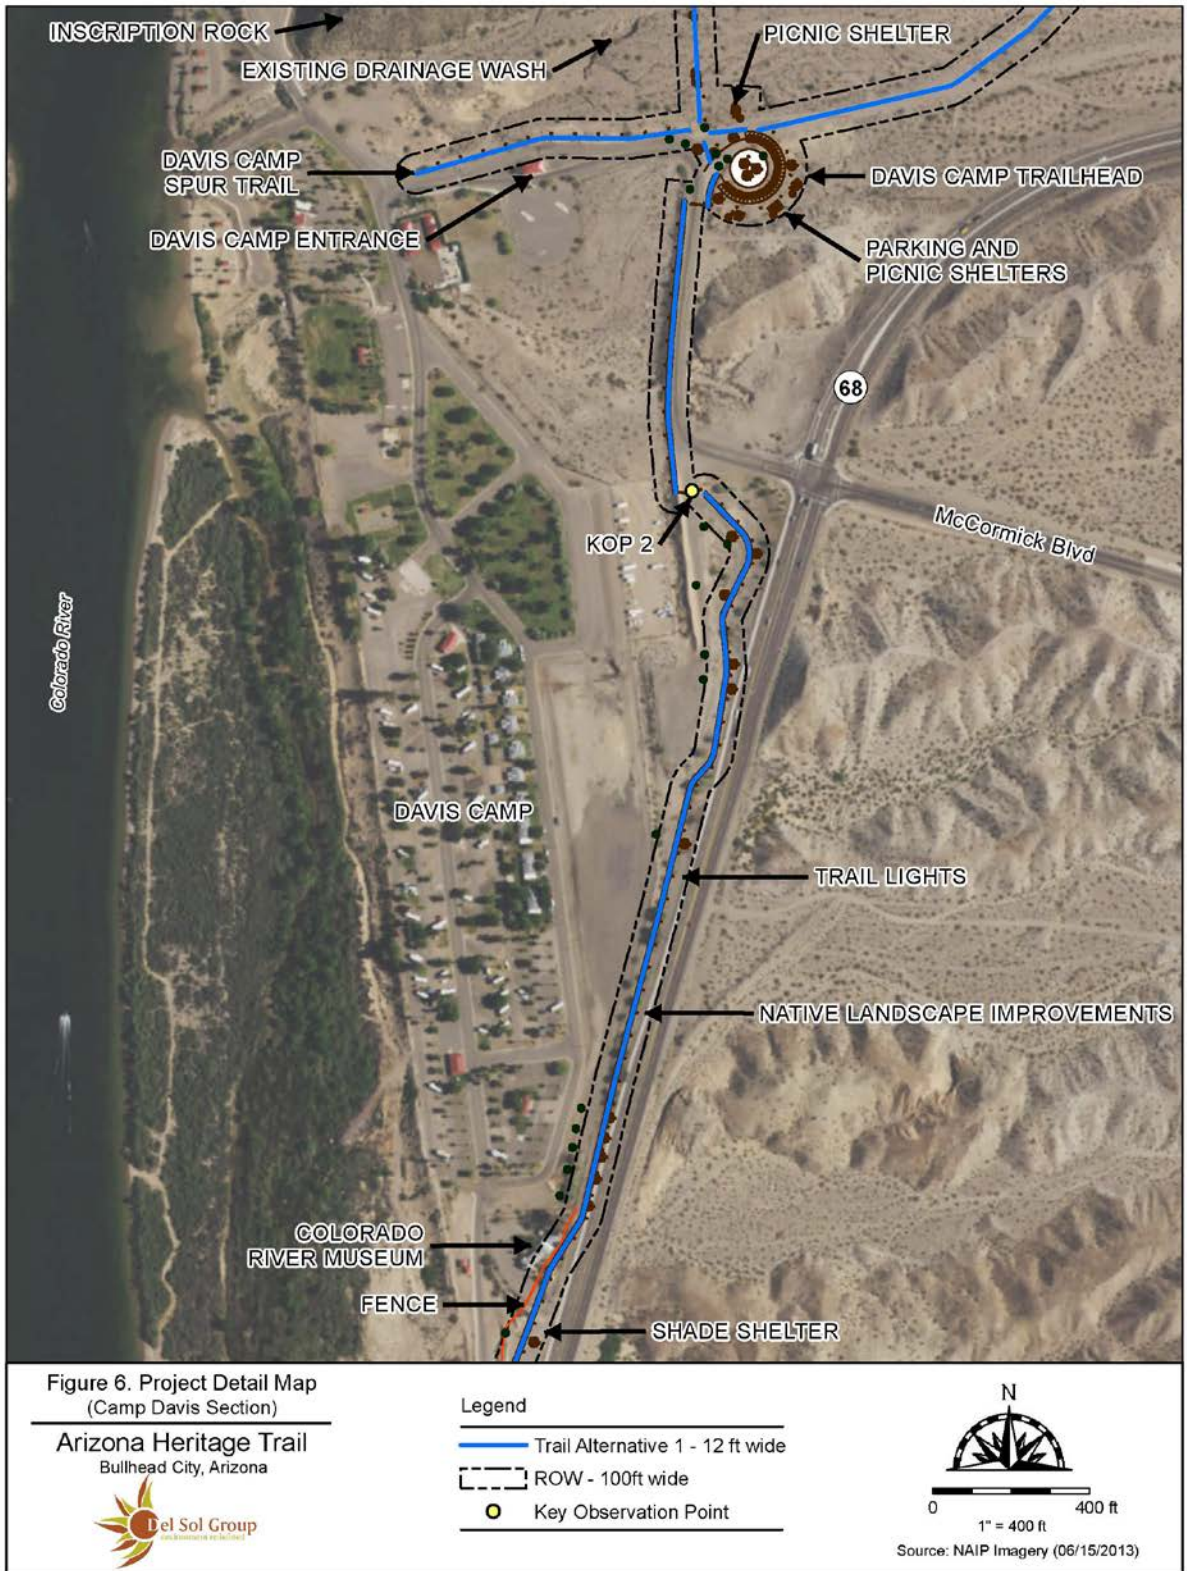 INSCRIPTION ROCK
EXISTING DRAINAGE WASH
PICNIC SHELTER
DAVIS CAMP
SPUR TRAIL
DAVIS CAMP TRAILHEAD
DAVIS CAMP ENTRANCE
PARKING AND
PICNIC SHELTERS
68
McCormick Blvd
KOP 2
Colorado River
DAVIS CAMP
TRAIL LIGHTS
NATIVE LANDSCAPE IMPROVEMENTS
COLORADO
RIVER MUSEUM
FENCE
SHADE SHELTER
Figure 6. Project Detail Map
(Camp Davis Section)
Arizona Heritage Trail
Bullhead City, Arizona
Del Sol Group
Legend
Trail Alternative 1 - 12 ft wide
ROW - 100ft wide
Key Observation Point
N
0 400 ft
1" = 400 ft
Source: NAIP Imagery (06/15/2013)